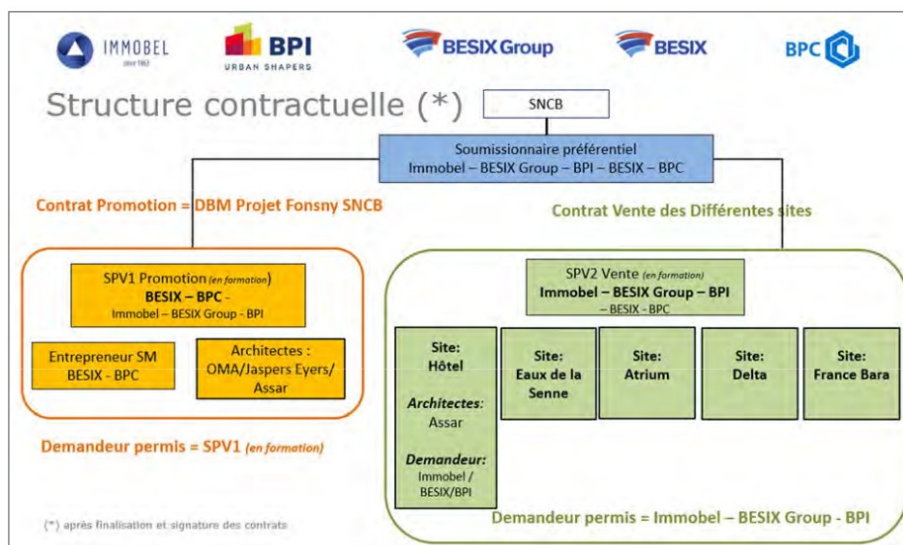 IMMOBEL
since 1863
BPI
URBAN SHAPERS
BESIX Group
BESIX
BPC
Structure contractuelle (*)
SNCB
Soumissionnaire préférentiel
Immobel – BESIX Group – BPI – BESIX – BPC
Contrat Promotion = DBM Projet Fonsny SNCB
Contrat Vente des Différentes sites
SPV1 Promotion (en formation)
BESIX – BPC -
Immobel – BESIX Group - BPI
Entrepreneur SM
BESIX - BPC
Architectes :
OMA/Jaspers Eyers/
Assar
Demandeur permis = SPV1 (en formation)
SPV2 Vente (en formation)
Immobel – BESIX Group – BPI
– BESIX - BPC
Site:
Hôtel
Architectes:
Assar
Demandeur:
Immobel /
BESIX/BPI
Site:
Eaux de la
Senne
Site:
Atrium
Site:
Delta
Site:
France Bara
Demandeur permis = Immobel – BESIX Group - BPI
(*) après finalisation et signature des contrats